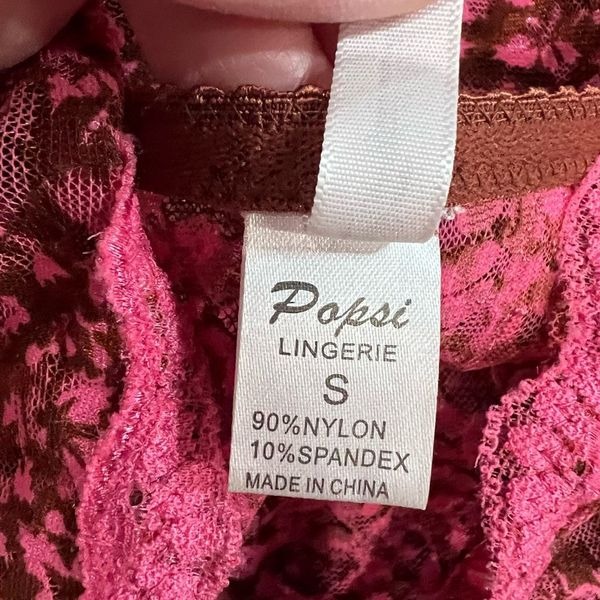 Popsi
LINGERIE
S
90%NYLON
10%SPANDEX
MADE IN CHINA